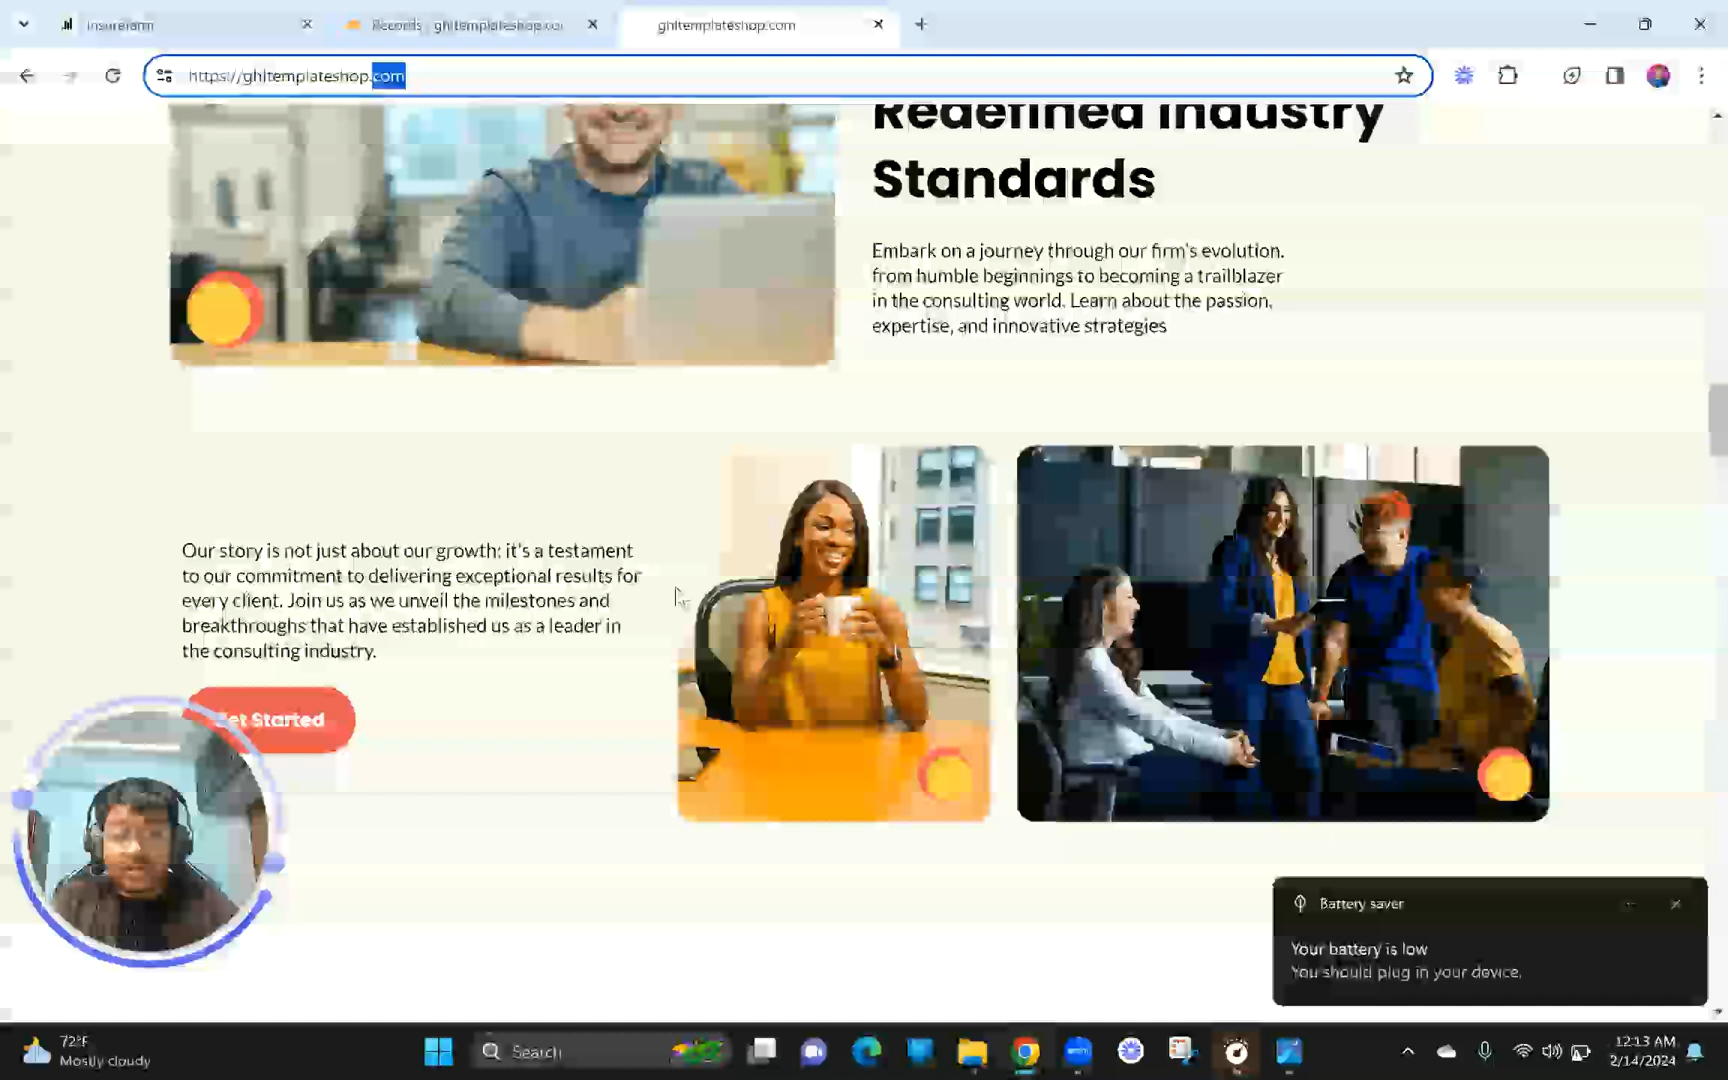 insurefarm
Records - ghltemplateshop.co
ghltemplateshop.com
https://ghltemplateshop.com
Redefined Industry
Standards
Embark on a journey through our firm's evolution.
from humble beginnings to becoming a trailblazer
in the consulting world. Learn about the passion,
expertise, and innovative strategies
Our story is not just about our growth; it's a testament
to our commitment to delivering exceptional results for
every client. Join us as we unveil the milestones and
breakthroughs that have established us as a leader in
the consulting industry.
Get Started
Battery saver
Your battery is low
You should plug in your device.
72°F
Mostly cloudy
Search
12:13 AM
2/14/2024